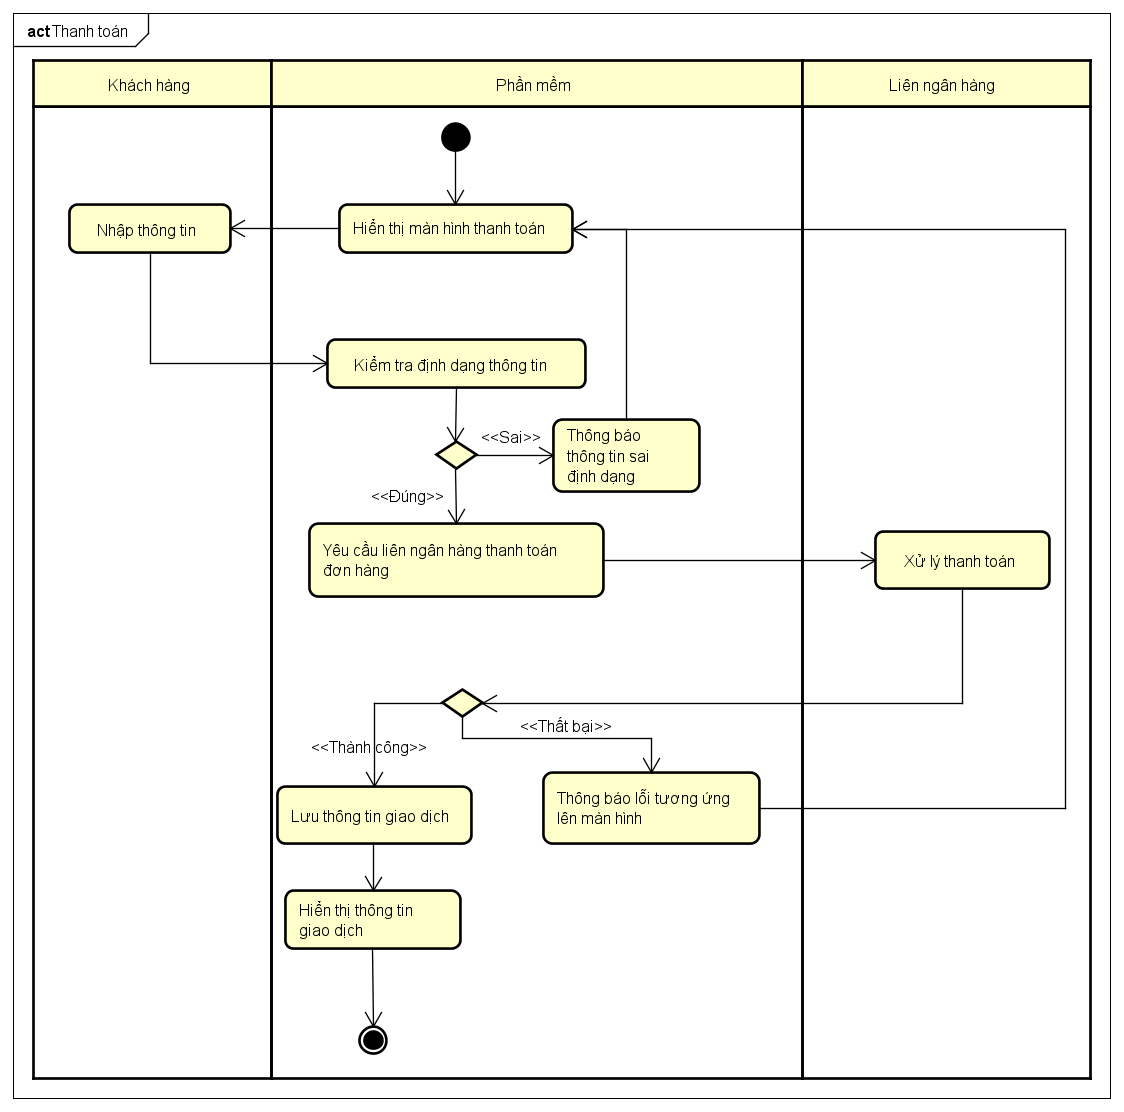 act Thanh toán
Khách hàng
Phần mềm
Liên ngân hàng
Nhập thông tin
Hiển thị màn hình thanh toán
Kiểm tra định dạng thông tin
<<Sai>>
Thông báo
thông tin sai
định dạng
<<Đúng>>
Yêu cầu liên ngân hàng thanh toán
đơn hàng
Xử lý thanh toán
<<Thất bại>>
<<Thành công>>
Thông báo lỗi tương ứng
lên màn hình
Lưu thông tin giao dịch
Hiển thị thông tin
giao dịch